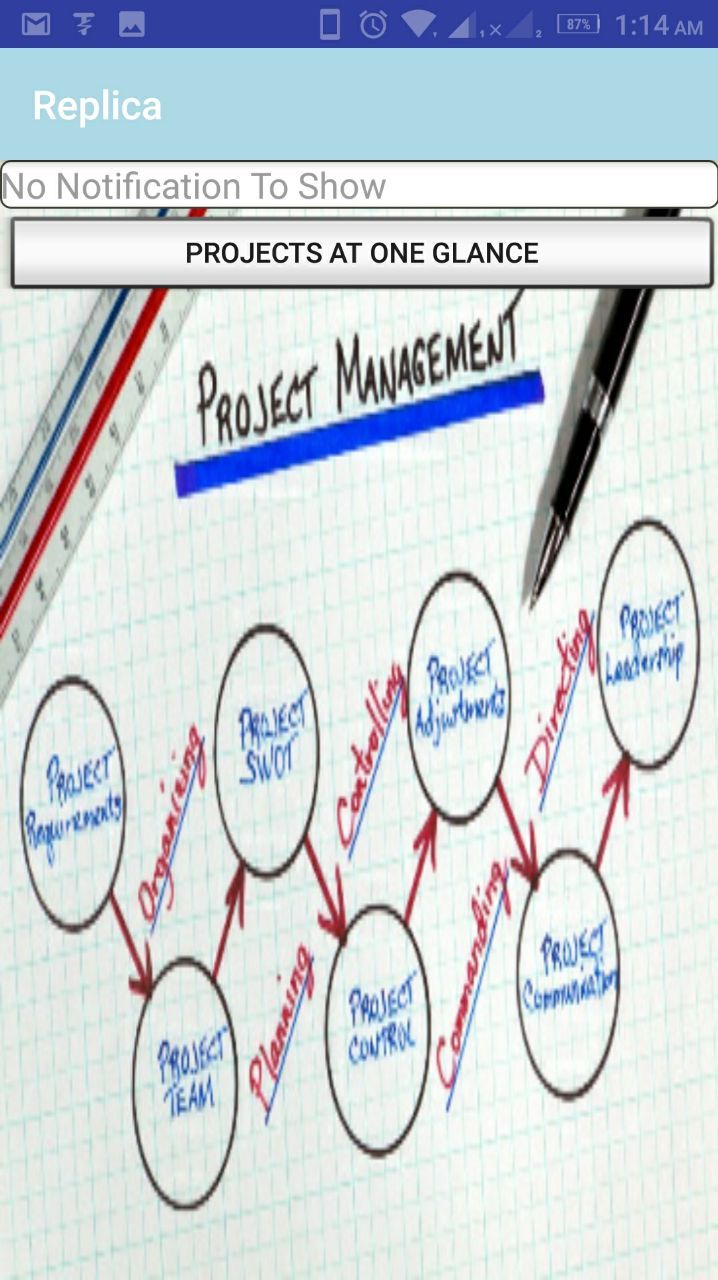 87%
1:14 AM
Replica
No Notification To Show
PROJECTS AT ONE GLANCE
PROJECT MANAGEMENT
PROJECT
Leadership
Directing
PROJECT
Adjustments
Controlling
PROJECT
SWOT
Organizing
PROJECT
Requirements
Commanding
PROJECT
Communication
Planning
PROJECT
CONTROL
PROJECT
TEAM